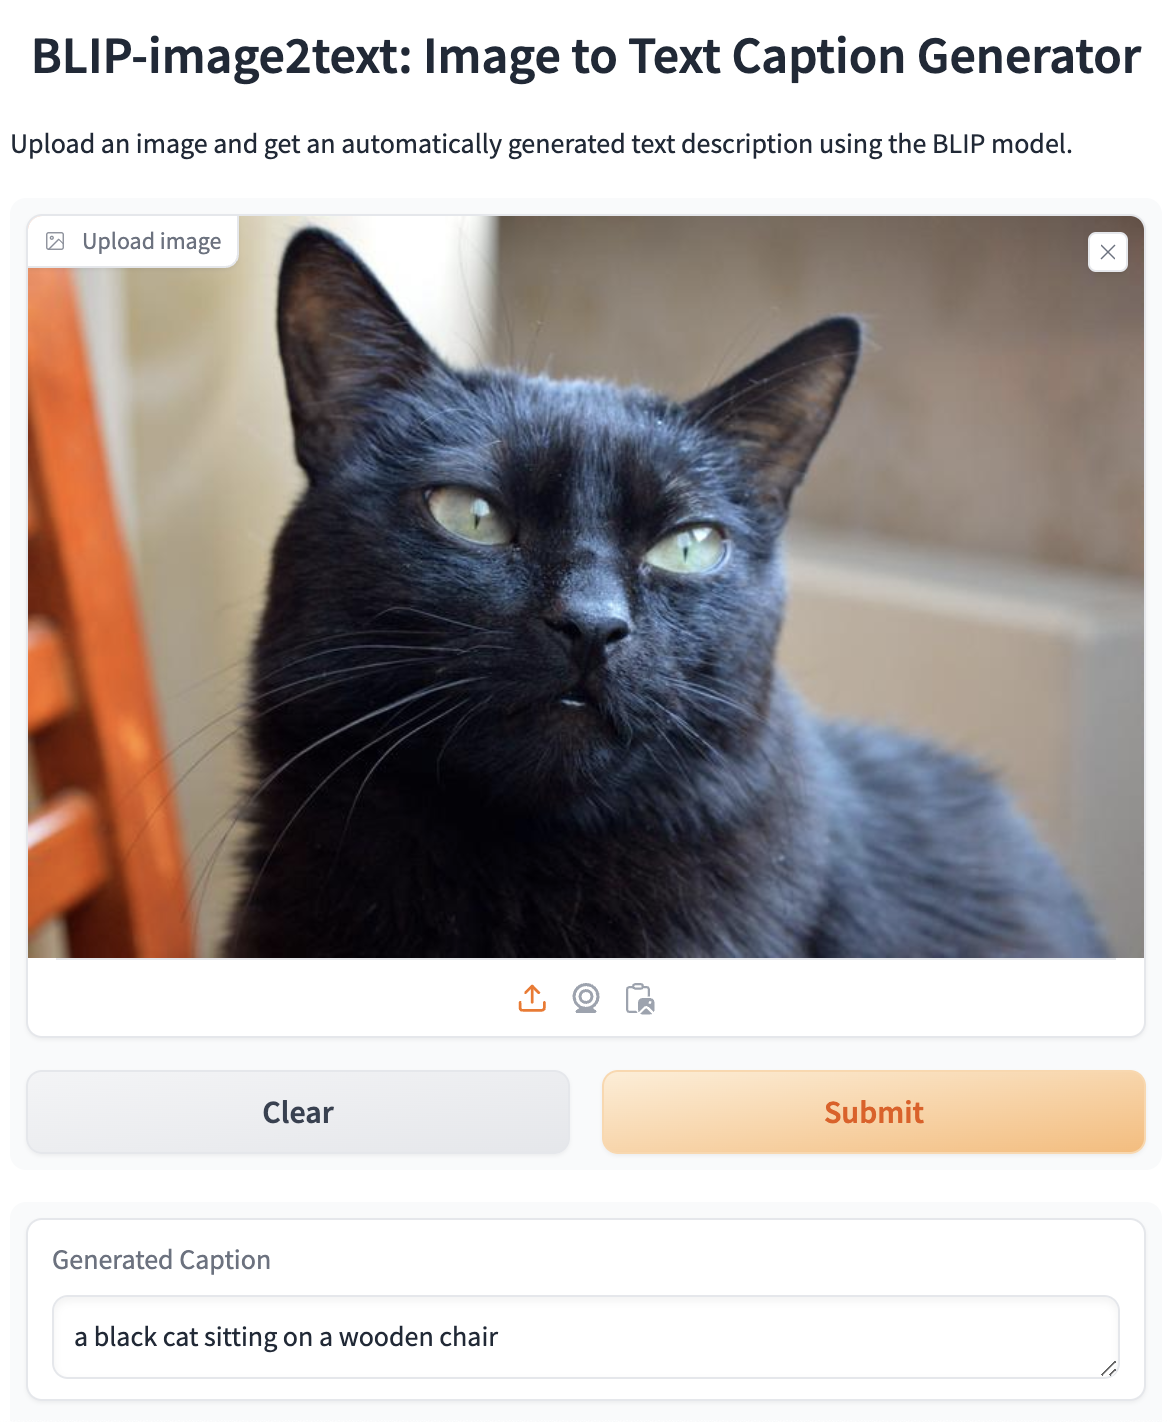 BLIP-image2text: Image to Text Caption Generator
Upload an image and get an automatically generated text description using the BLIP model.
Upload image
Clear
Submit
Generated Caption
a black cat sitting on a wooden chair